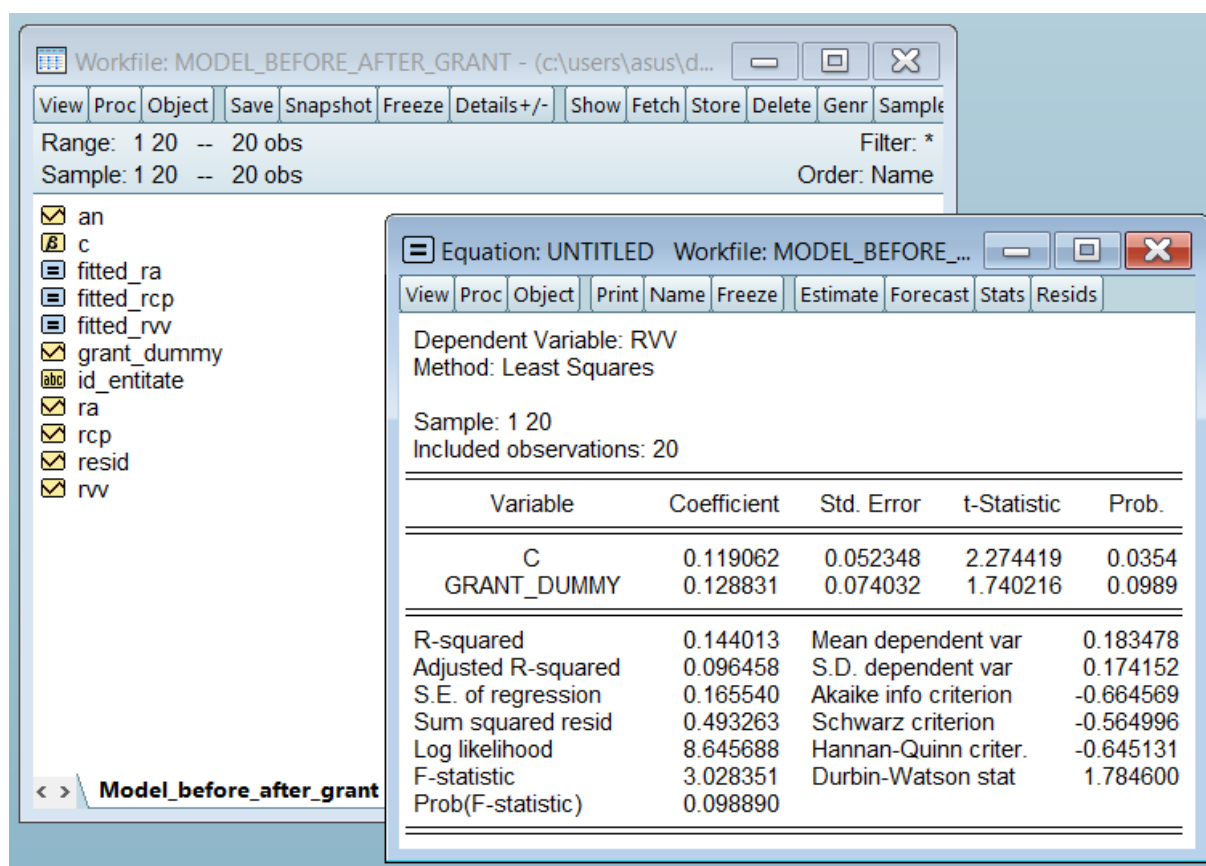 Workfile: MODEL_BEFORE_AFTER_GRANT - (c:\users\asus\d...
View Proc Object Save Snapshot Freeze Details+/- Show Fetch Store Delete Genr Sample
Range: 1 20 -- 20 obs Filter: *
Sample: 1 20 -- 20 obs Order: Name
an
β c
fitted_ra
fitted_rcp
fitted_rvv
grant_dummy
abc id_entitate
ra
rcp
resid
rvv
Model_before_after_grant
Equation: UNTITLED Workfile: MODEL_BEFORE_...
View Proc Object Print Name Freeze Estimate Forecast Stats Resids
Dependent Variable: RVV
Method: Least Squares
Sample: 1 20
Included observations: 20
Variable Coefficient Std. Error t-Statistic Prob.
C 0.119062 0.052348 2.274419 0.0354
GRANT_DUMMY 0.128831 0.074032 1.740216 0.0989
R-squared 0.144013 Mean dependent var 0.183478
Adjusted R-squared 0.096458 S.D. dependent var 0.174152
S.E. of regression 0.165540 Akaike info criterion -0.664569
Sum squared resid 0.493263 Schwarz criterion -0.564996
Log likelihood 8.645688 Hannan-Quinn criter. -0.645131
F-statistic 3.028351 Durbin-Watson stat 1.784600
Prob(F-statistic) 0.098890